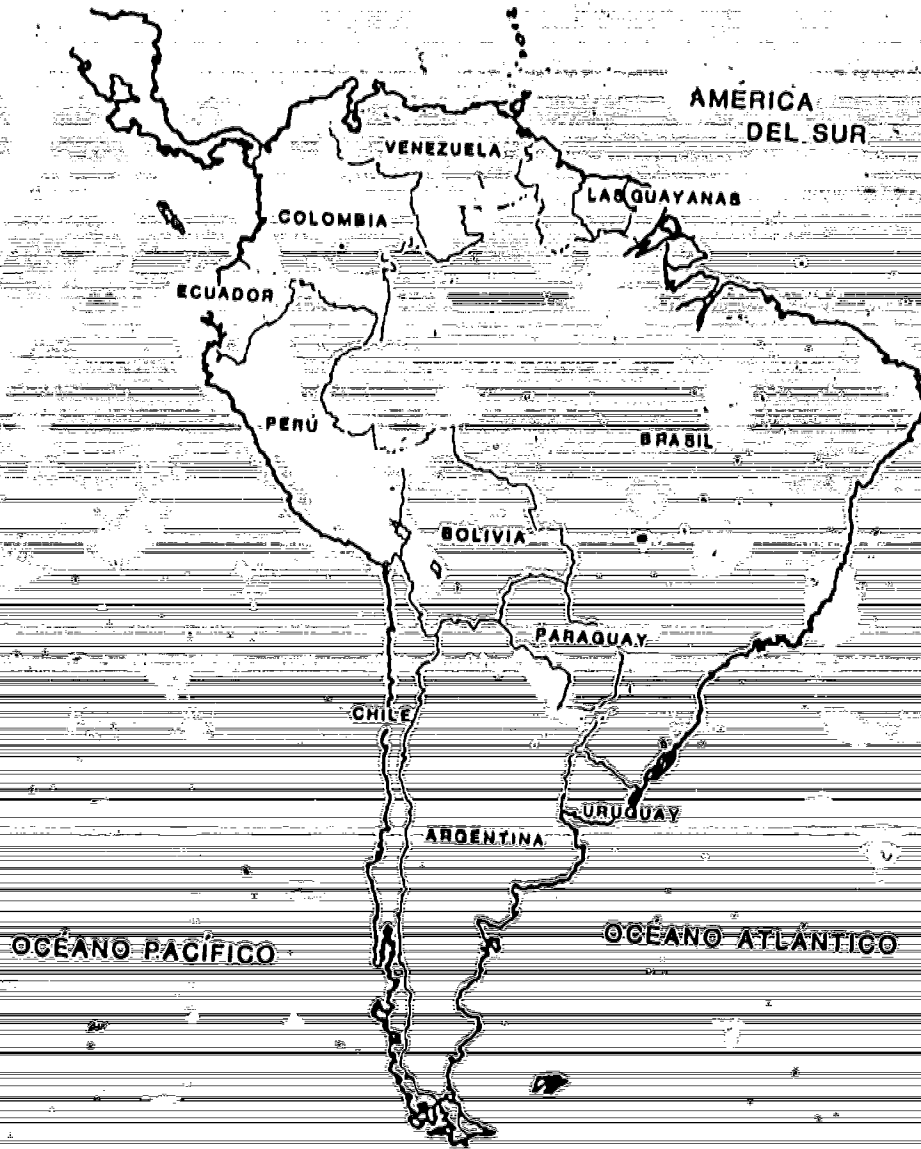 AMÉRICA
DEL SUR
VENEZUELA
LAS GUAYANAS
COLOMBIA
ECUADOR
PERÚ
BRASIL
BOLIVIA
PARAGUAY
CHILE
URUGUAY
ARGENTINA
OCÉANO PACÍFICO
OCÉANO ATLÁNTICO